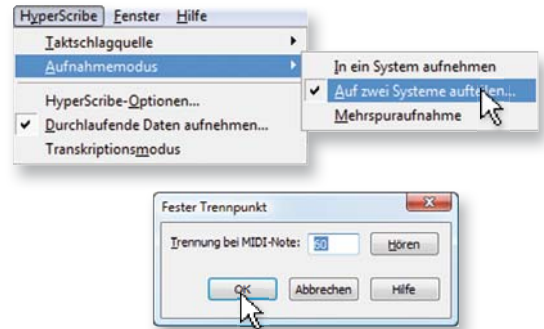 HyperScribe Fenster Hilfe
Taktschlagquelle
Aufnahmemodus
In ein System aufnehmen
Auf zwei Systeme aufteilen...
Mehrspuraufnahme
HyperScribe-Optionen...
Durchlaufende Daten aufnehmen...
Transkriptionsmodus
Fester Trennpunkt
Trennung bei MIDI-Note: 60 Hören
OK Abbrechen Hilfe